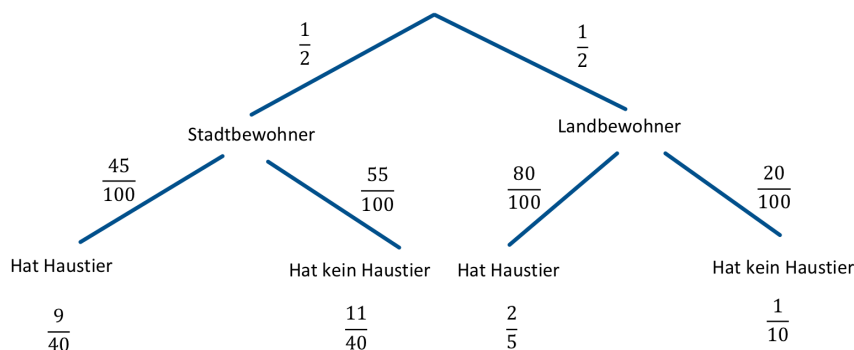 1/2 1/2
Stadtbewohner Landbewohner
45/100 55/100 80/100 20/100
Hat Haustier Hat kein Haustier Hat Haustier Hat kein Haustier
9/40 11/40 2/5 1/10